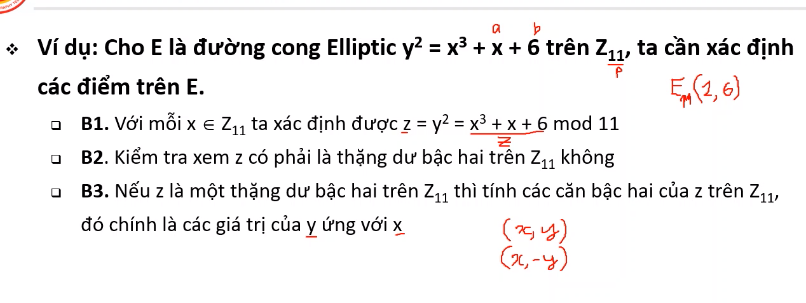 a b
❖ Ví dụ: Cho E là đường cong Elliptic y² = x³ + x + 6 trên Z₁₁, ta cần xác định
p
các điểm trên E.
E₁₁(1,6)
❑ B1. Với mỗi x ∈ Z₁₁ ta xác định được z = y² = x³ + x + 6 mod 11
z
❑ B2. Kiểm tra xem z có phải là thặng dư bậc hai trên Z₁₁ không
❑ B3. Nếu z là một thặng dư bậc hai trên Z₁₁ thì tính các căn bậc hai của z trên Z₁₁,
đó chính là các giá trị của y ứng với x
(x, y)
(x, -y)